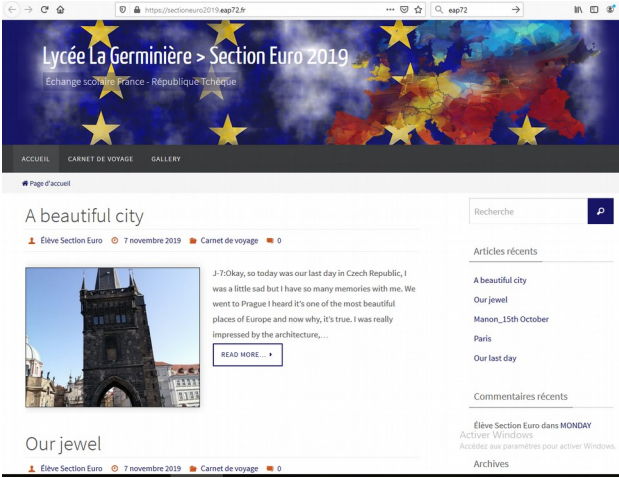 https://sectioneuro2019.eap72.fr
eap72
Lycée La Germinière > Section Euro 2019
Échange scolaire France - République Tchèque
ACCUEIL CARNET DE VOYAGE GALLERY
Page d'accueil
A beautiful city
Élève Section Euro 7 novembre 2019 Carnet de voyage 0
J-7:Okay, so today was our last day in Czech Republic, I
was a little sad but I have so many memories with me. We
went to Prague I heard it's one of the most beautiful
places of Europe and now why, it's true. I was really
impressed by the architecture,…
READ MORE...
Our jewel
Élève Section Euro 7 novembre 2019 Carnet de voyage 0
Recherche
Articles récents
A beautiful city
Our jewel
Manon_15th October
Paris
Our last day
Commentaires récents
Élève Section Euro dans MONDAY
Activer Windows
Accédez aux paramètres pour activer Windows.
Archives